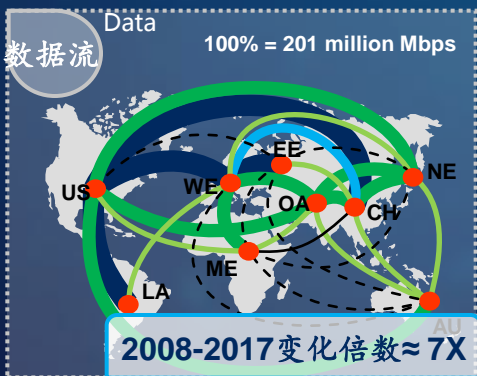 Data
数据流
100% = 201 million Mbps
EE
US
WE
NE
OA
CH
ME
LA
AU
2008-2017变化倍数≈ 7X